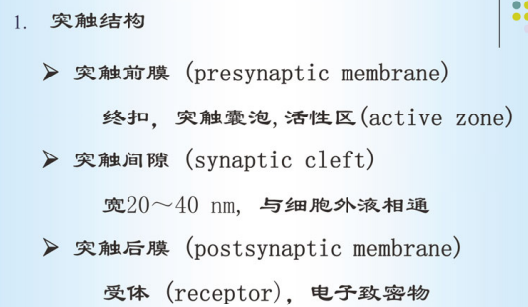 1. 突触结构
➢ 突触前膜 (presynaptic membrane)
终扣, 突触囊泡,活性区(active zone)
➢ 突触间隙 (synaptic cleft)
宽20～40 nm, 与细胞外液相通
➢ 突触后膜 (postsynaptic membrane)
受体 (receptor), 电子致密物